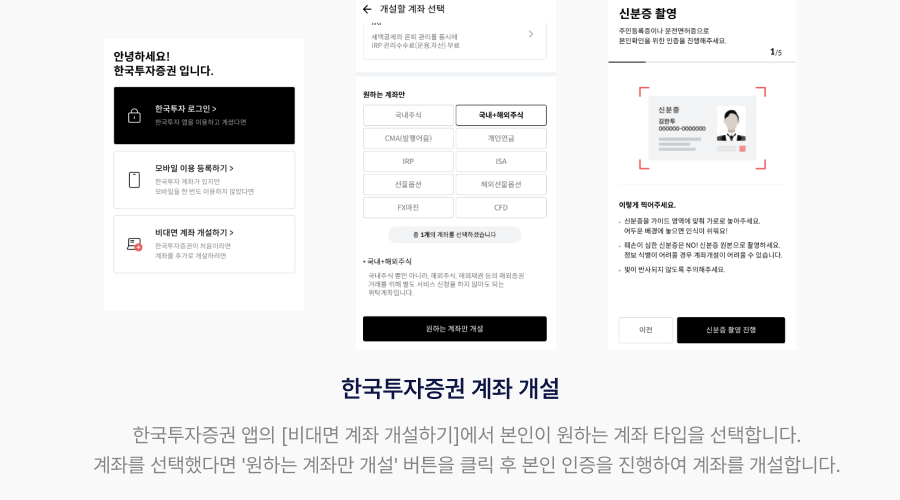 안녕하세요!
한국투자증권 입니다.
한국투자 로그인 >
한국투자 앱을 이용하고 계셨다면
모바일 이용 등록하기 >
한국투자 계좌가 있지만
모바일을 한 번도 이용하지 않았다면
비대면 계좌 개설하기 >
한국투자증권이 처음이라면
계좌를 추가로 개설하려면
← 개설할 계좌 선택
세액공제와 은퇴 관리를 동시에
IRP 관리수수료(운용.자산) 무료
원하는 계좌만
국내주식 국내+해외주식
CMA(발행어음) 개인연금
IRP ISA
선물옵션 해외선물옵션
FX마진 CFD
총 1개의 계좌를 선택하셨습니다
• 국내+해외주식
국내주식 뿐만 아니라, 해외주식, 해외채권 등의 해외증권
거래를 위해 별도 서비스 신청을 하지 않아도 되는
위탁계좌입니다.
원하는 계좌만 개설
신분증 촬영
주민등록증이나 운전면허증으로
본인확인을 위한 인증을 진행해주세요.
1/5
신분증
김한투
000000-0000000
이렇게 찍어주세요.
• 신분증을 가이드 영역에 맞춰 가로로 놓아주세요.
어두운 배경에 놓으면 인식이 쉬워요!
• 훼손이 심한 신분증은 NO! 신분증 원본으로 촬영하세요.
정보 식별이 어려울 경우 계좌개설이 어려울 수 있습니다.
• 빛이 반사되지 않도록 주의해주세요.
이전 신분증 촬영 진행
한국투자증권 계좌 개설
한국투자증권 앱의 [비대면 계좌 개설하기]에서 본인이 원하는 계좌 타입을 선택합니다.
계좌를 선택했다면 '원하는 계좌만 개설' 버튼을 클릭 후 본인 인증을 진행하여 계좌를 개설합니다.